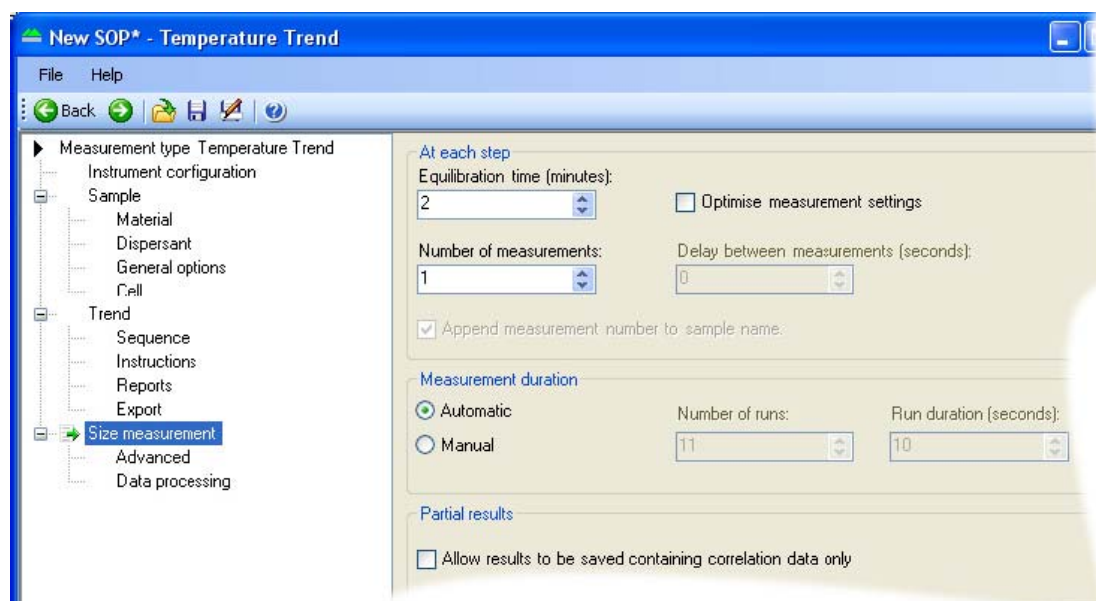 New SOP* - Temperature Trend
File Help
Back
Measurement type Temperature Trend
Instrument configuration
Sample
Material
Dispersant
General options
Cell
Trend
Sequence
Instructions
Reports
Export
Size measurement
Advanced
Data processing
At each step
Equilibration time (minutes):
2
Optimise measurement settings
Number of measurements: Delay between measurements (seconds):
1 0
Append measurement number to sample name.
Measurement duration
Automatic Number of runs: Run duration (seconds):
Manual 11 10
Partial results
Allow results to be saved containing correlation data only